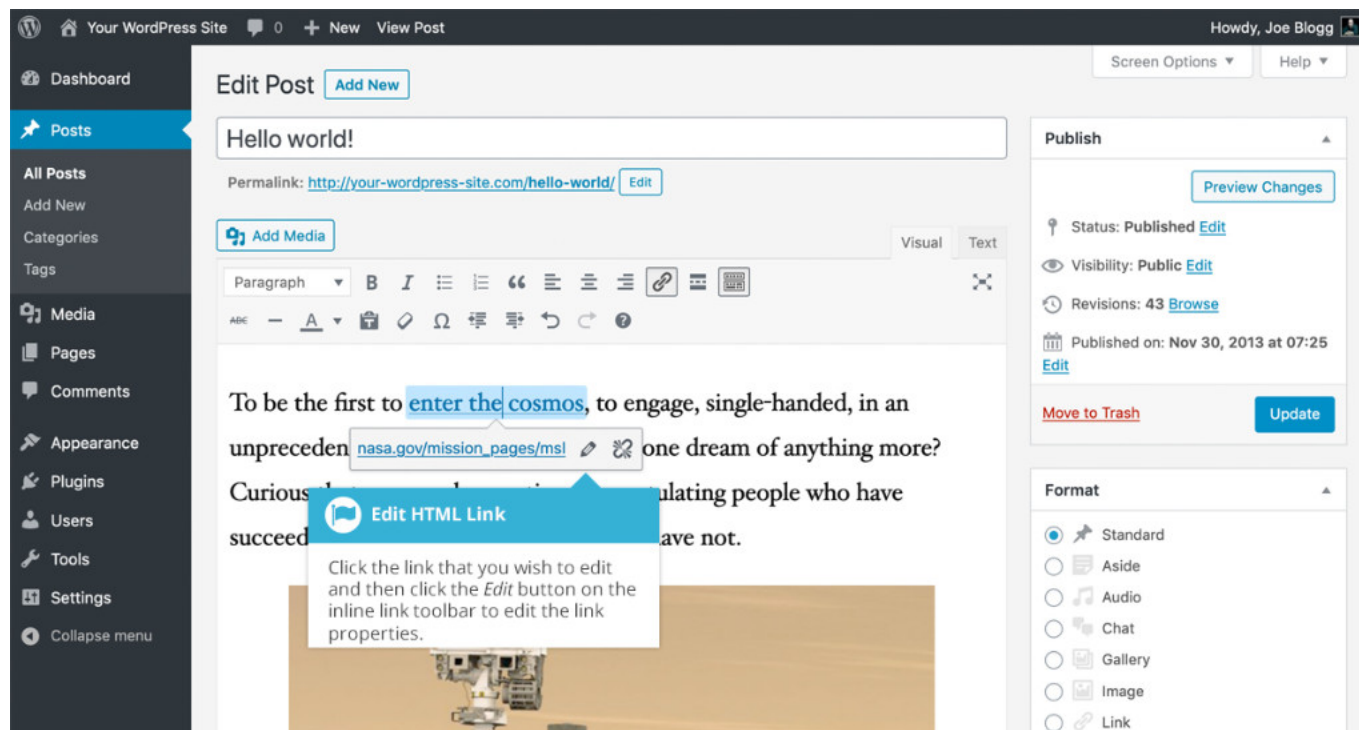 Your WordPress Site 0 + New View Post Howdy, Joe Blogg
Screen Options ▼ Help ▼
Dashboard
Posts
All Posts
Add New
Categories
Tags
Media
Pages
Comments
Appearance
Plugins
Users
Tools
Settings
Collapse menu
Edit Post Add New
Hello world!
Permalink: http://your-wordpress-site.com/hello-world/ Edit
Add Media
Visual Text
Paragraph ▼ B I
ABC A Ω
To be the first to enter the cosmos, to engage, single-handed, in an
unpreceden nasa.gov/mission_pages/msl one dream of anything more?
Curious ulating people who have
succeed ave not.
Edit HTML Link
Click the link that you wish to edit
and then click the Edit button on the
inline link toolbar to edit the link
properties.
Publish
Preview Changes
Status: Published Edit
Visibility: Public Edit
Revisions: 43 Browse
Published on: Nov 30, 2013 at 07:25
Edit
Move to Trash Update
Format
Standard
Aside
Audio
Chat
Gallery
Image
Link